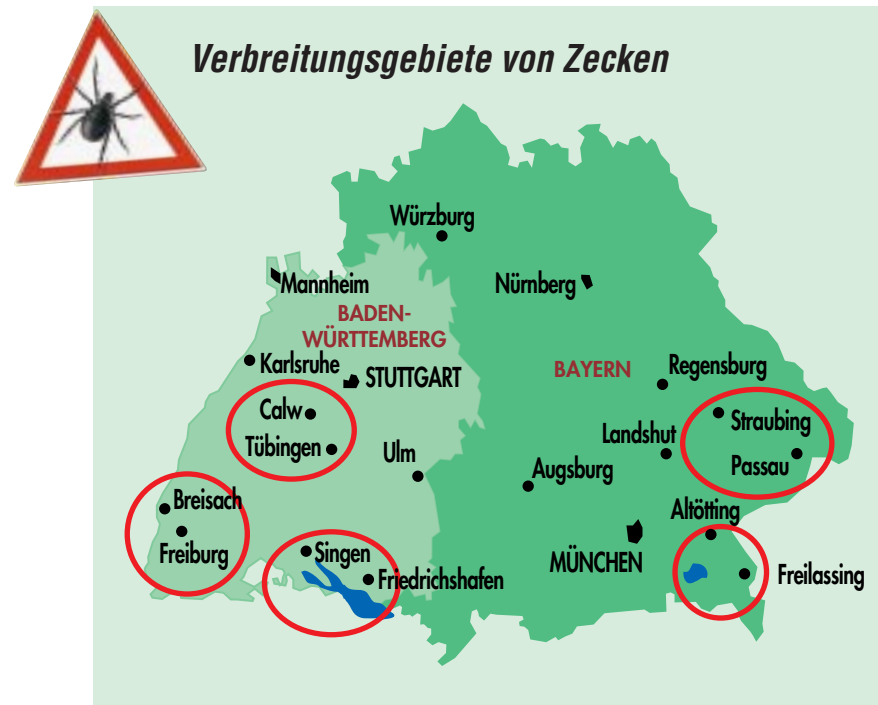 Verbreitungsgebiete von Zecken
Würzburg
Mannheim
Nürnberg
BADEN-
WÜRTTEMBERG
Karlsruhe
STUTTGART
BAYERN
Regensburg
Calw
Straubing
Tübingen
Ulm
Landshut
Passau
Augsburg
Breisach
Altötting
Freiburg
Singen
MÜNCHEN
Friedrichshafen
Freilassing